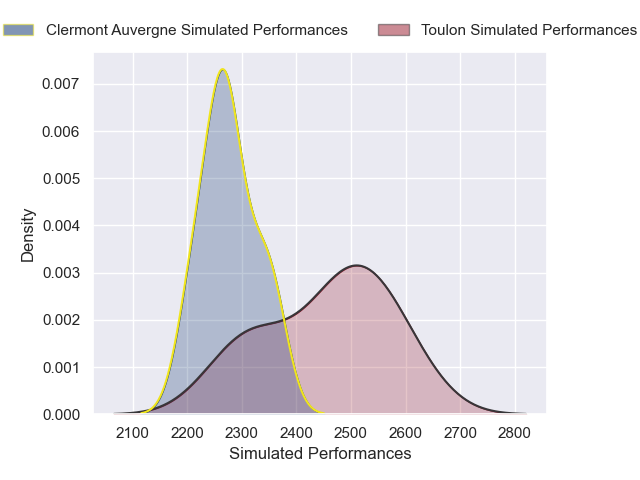 Clermont Auvergne Simulated Performances Toulon Simulated Performances
0.007
0.006
0.005
0.004
0.003
0.002
0.001
0.000
Density
2100 2200 2300 2400 2500 2600 2700 2800
Simulated Performances